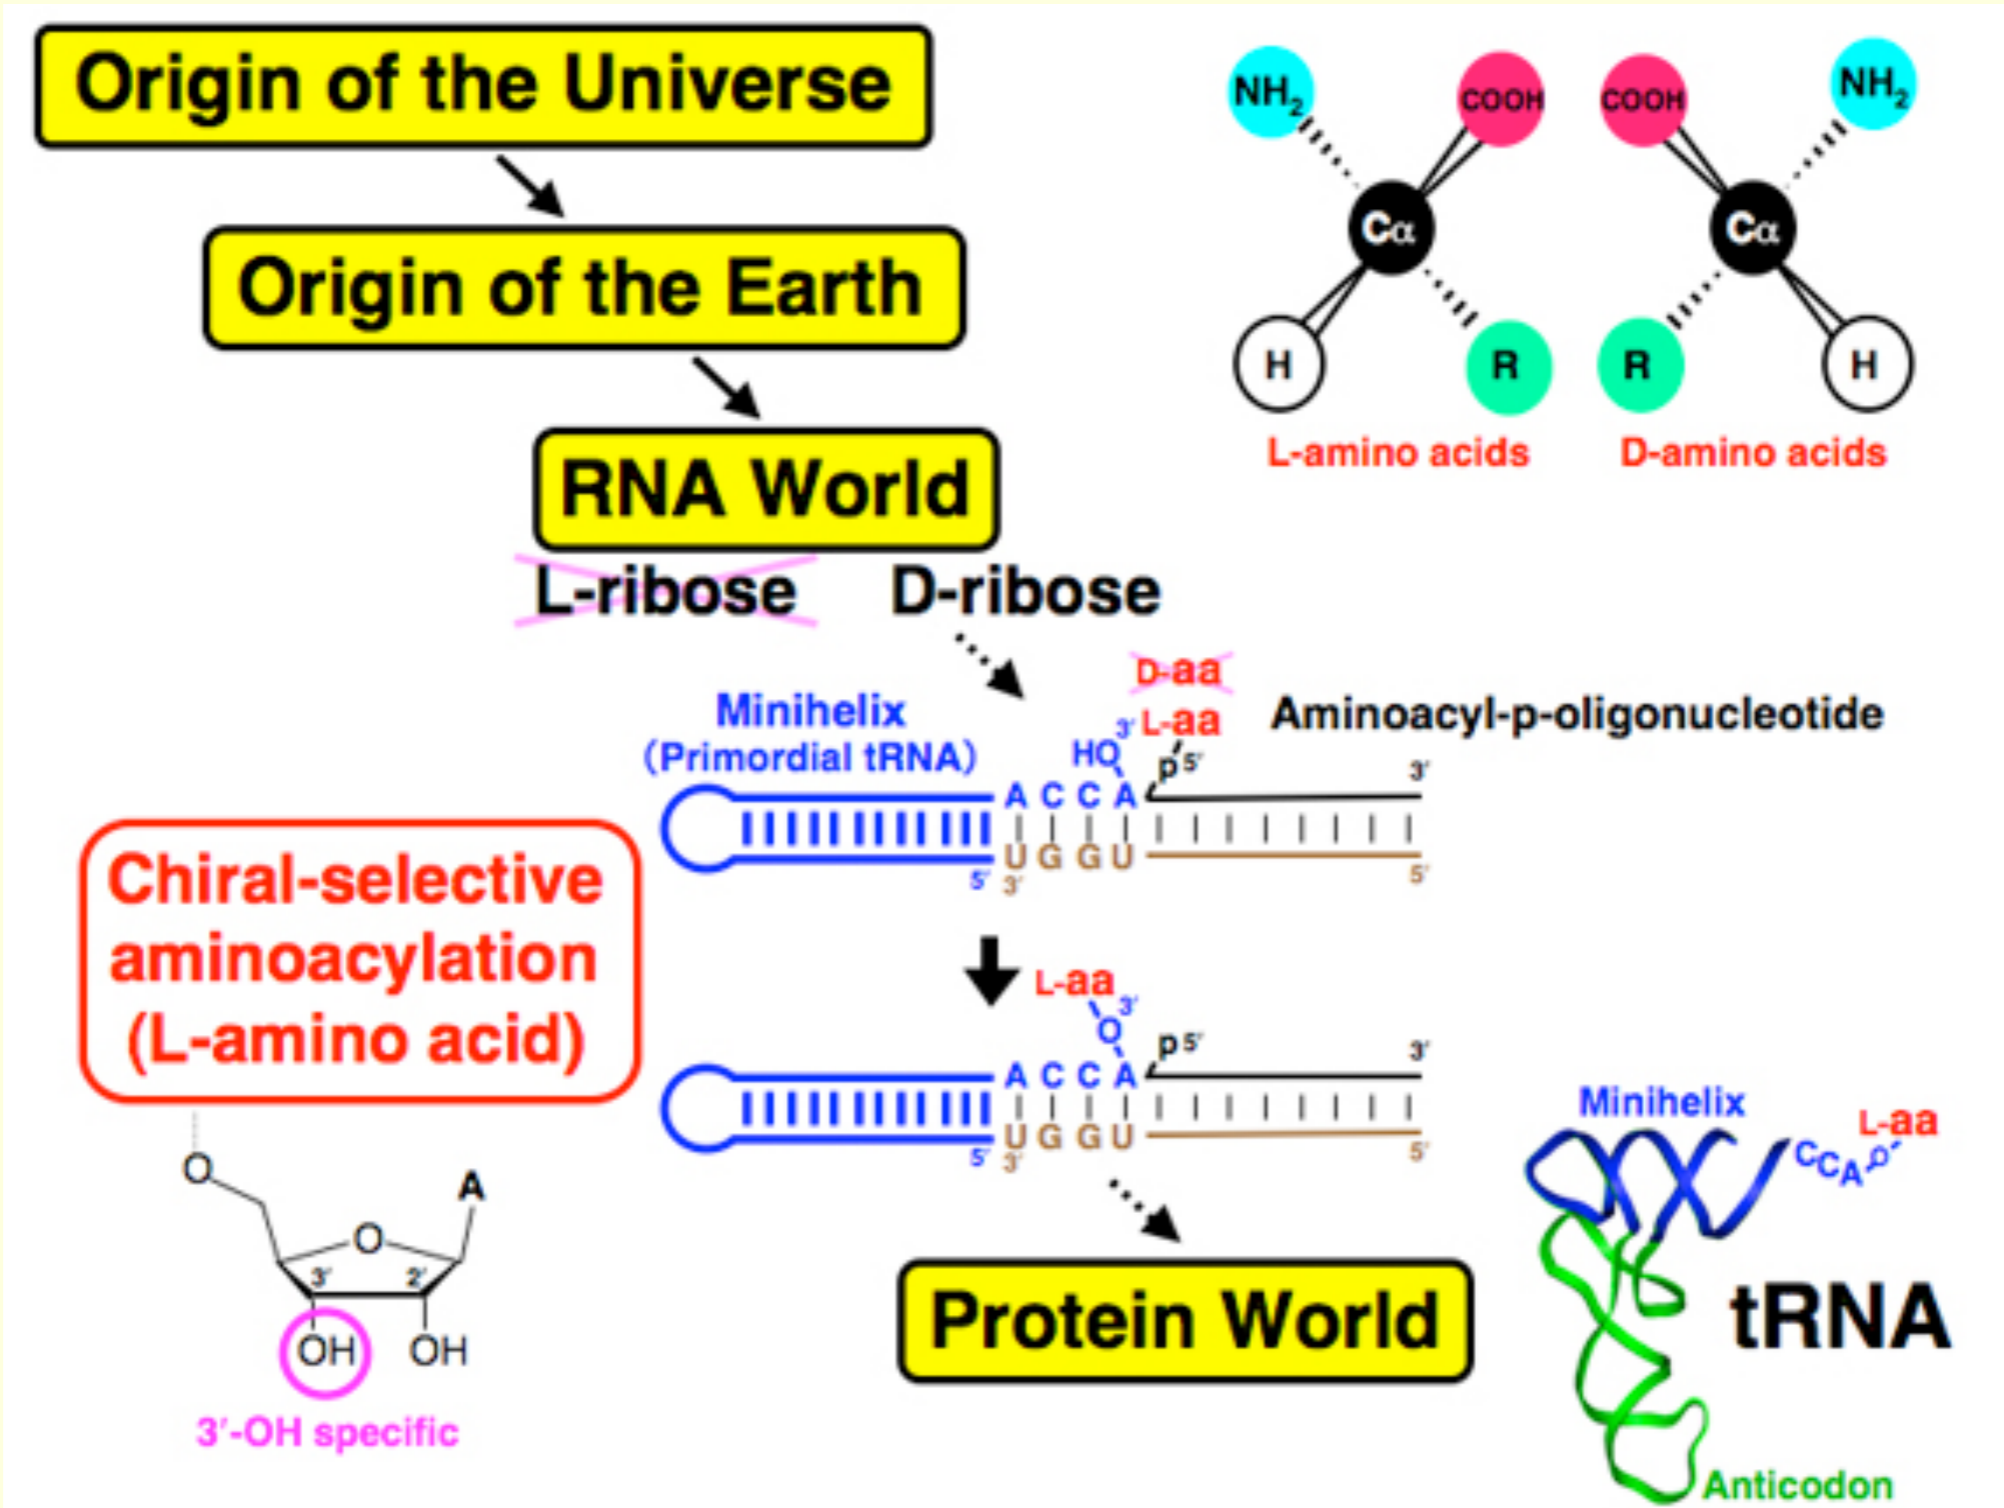 Origin of the Universe
Origin of the Earth
RNA World
L-ribose D-ribose
NH2 COOH COOH NH2
Cα Cα
H R R H
L-amino acids D-amino acids
D-aa
Minihelix
(Primordial tRNA)
3′ L-aa
HO
p 5′
Aminoacyl-p-oligonucleotide
3′
A C C A
U G G U
5′ 3′ 5′
Chiral-selective
aminoacylation
(L-amino acid)
L-aa
3′
O
p 5′ 3′
A C C A
U G G U
5′ 3′ 5′
O A
O
3′ 2′
OH OH
3′-OH specific
Protein World
Minihelix
L-aa
CCA-O
tRNA
Anticodon